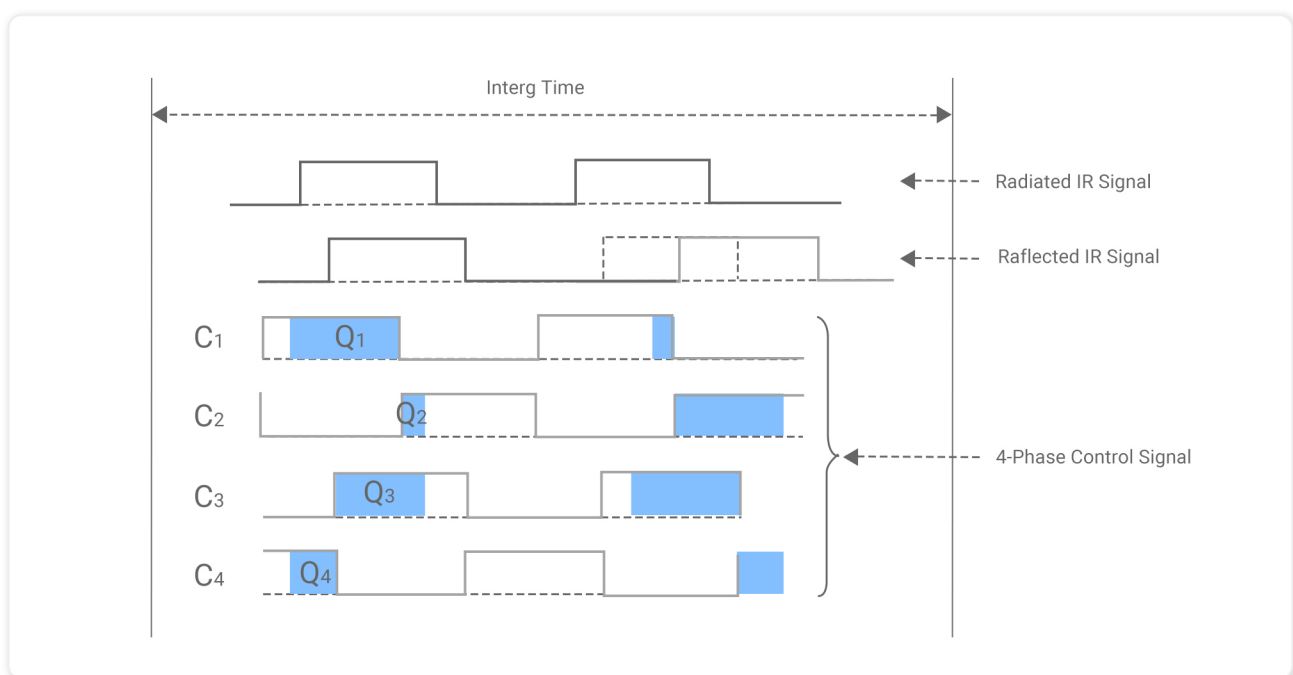 Interg Time
Radiated IR Signal
Raflected IR Signal
C1
Q1
C2
Q2
4-Phase Control Signal
C3
Q3
C4
Q4